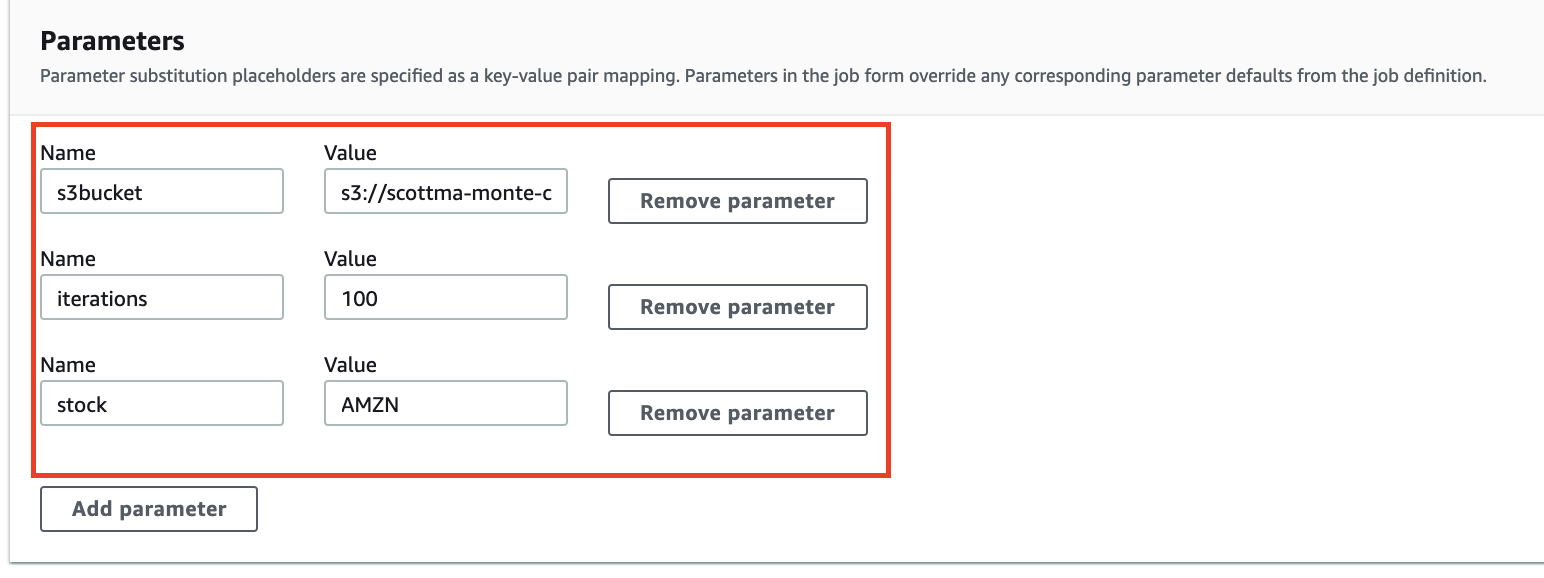 Parameters
Parameter substitution placeholders are specified as a key-value pair mapping. Parameters in the job form override any corresponding parameter defaults from the job definition.
Name Value
s3bucket s3://scottma-monte-c Remove parameter
Name Value
iterations 100 Remove parameter
Name Value
stock AMZN Remove parameter
Add parameter